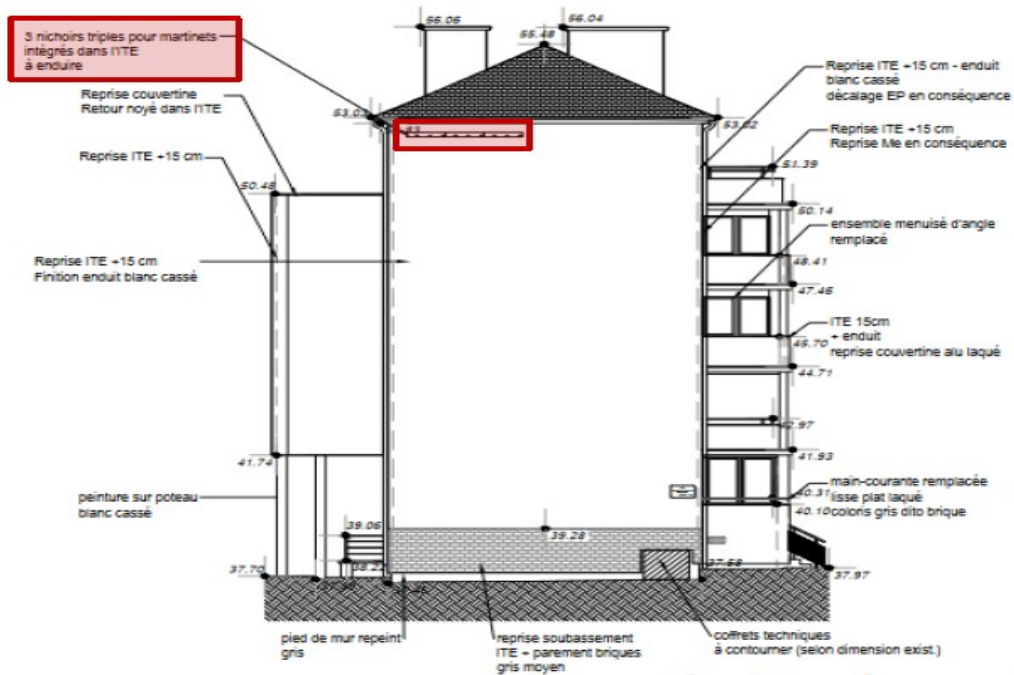 3 nichoirs triples pour martinets
intégrés dans l'ITE
à enduire
Reprise couvertine
Retour noyé dans l'ITE
Reprise ITE +15 cm
Reprise ITE +15 cm
Finition enduit blanc cassé
peinture sur poteau
blanc cassé
56.06
56.04
55.48
53.03
53.02
50.48
41.74
39.06
37.70
39.28
37.58
Reprise ITE +15 cm - enduit
blanc cassé
décalage EP en conséquence
Reprise ITE +15 cm
Reprise Me en conséquence
51.39
50.14
ensemble menuisé d'angle
remplacé
48.41
47.46
ITE 15cm
+ enduit
reprise couvertine alu laqué
45.70
44.71
41.93
main-courante remplacée
lisse plat laqué
coloris gris dito brique
40.31
40.10
37.97
pied de mur repeint
gris
reprise soubassement
ITE + parement briques
gris moyen
coffrets techniques
à contourner (selon dimension exist.)